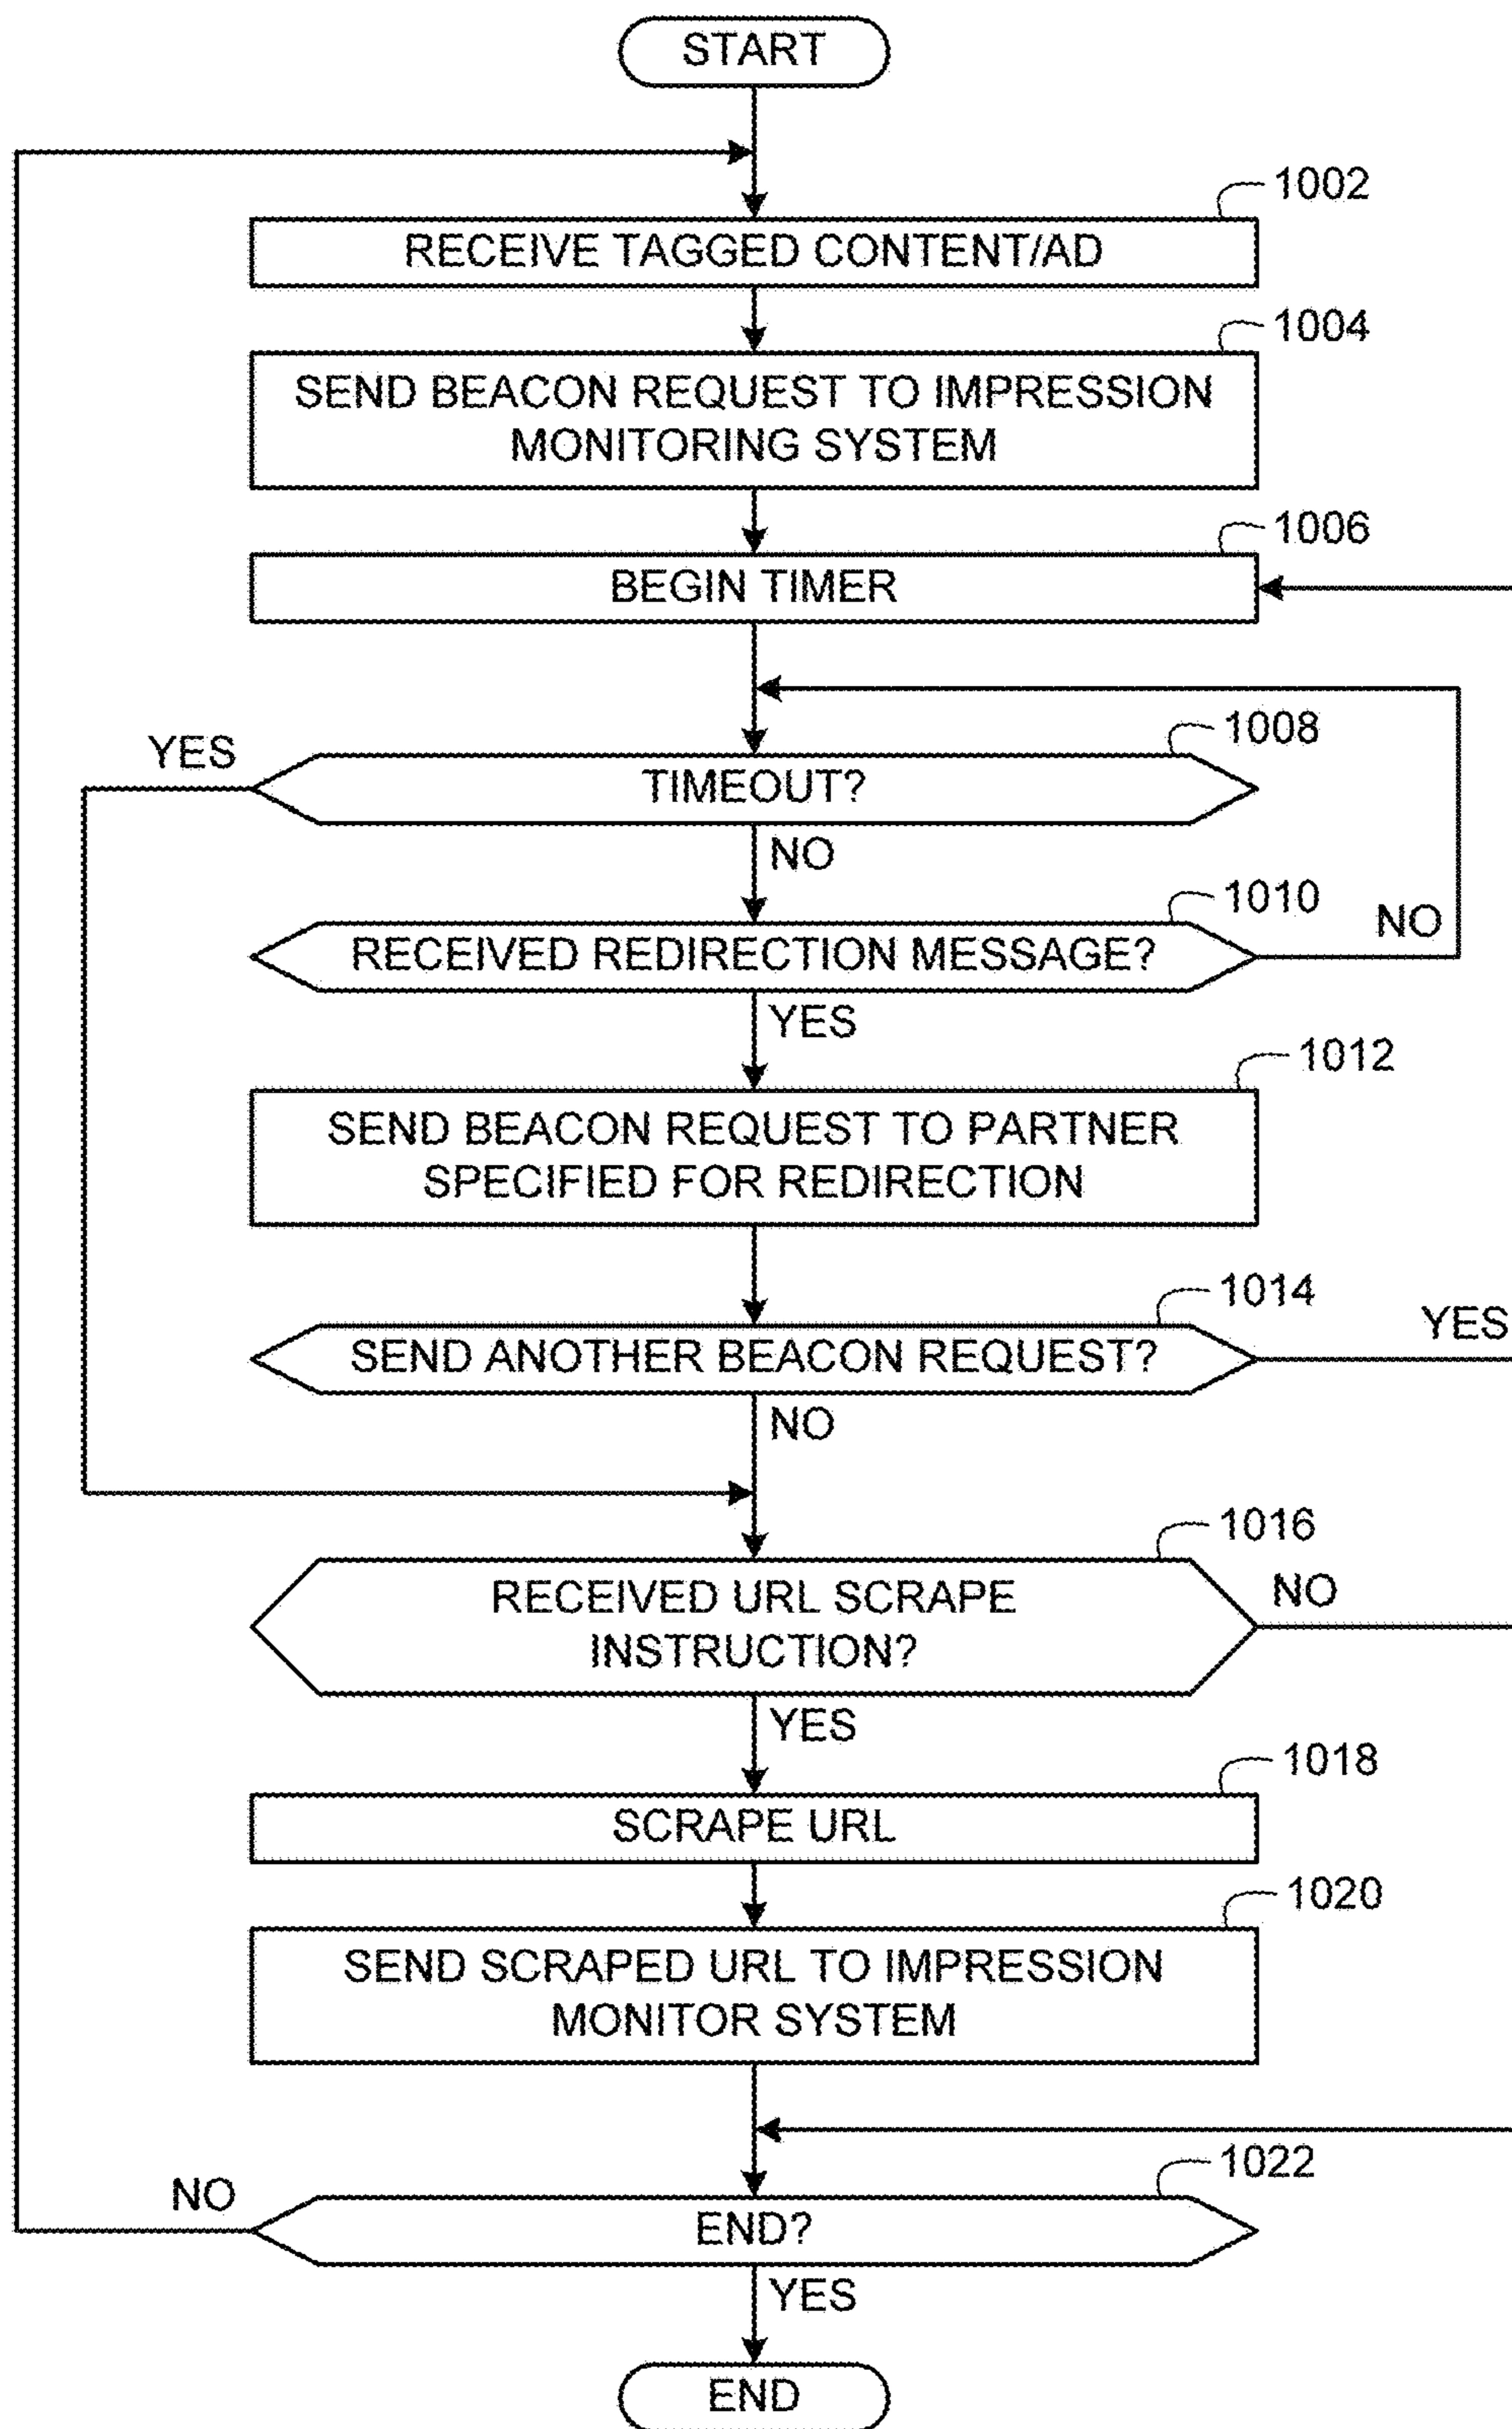 START
1002
RECEIVE TAGGED CONTENT/AD
1004
SEND BEACON REQUEST TO IMPRESSION
MONITORING SYSTEM
1006
BEGIN TIMER
1008
YES
TIMEOUT?
NO
1010
NO
RECEIVED REDIRECTION MESSAGE?
YES
1012
SEND BEACON REQUEST TO PARTNER
SPECIFIED FOR REDIRECTION
1014
YES
SEND ANOTHER BEACON REQUEST?
NO
1016
RECEIVED URL SCRAPE
INSTRUCTION?
NO
YES
1018
SCRAPE URL
1020
SEND SCRAPED URL TO IMPRESSION
MONITOR SYSTEM
1022
NO
END?
YES
END